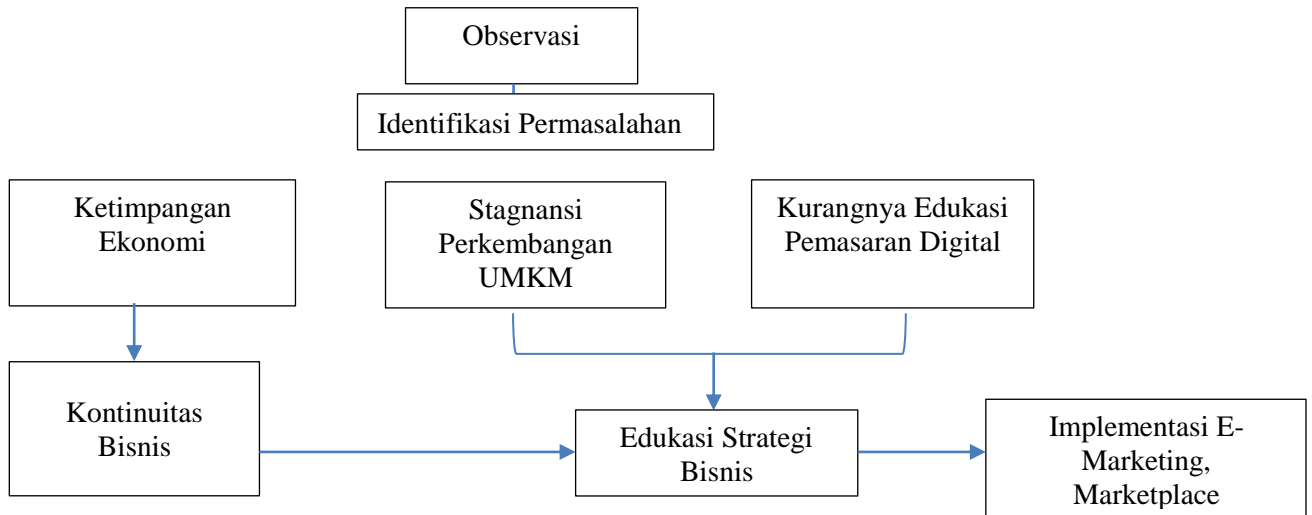 Observasi
Identifikasi Permasalahan
Ketimpangan
Ekonomi
Stagnansi
Perkembangan
UMKM
Kurangnya Edukasi
Pemasaran Digital
Kontinuitas
Bisnis
Edukasi Strategi
Bisnis
Implementasi E-
Marketing,
Marketplace